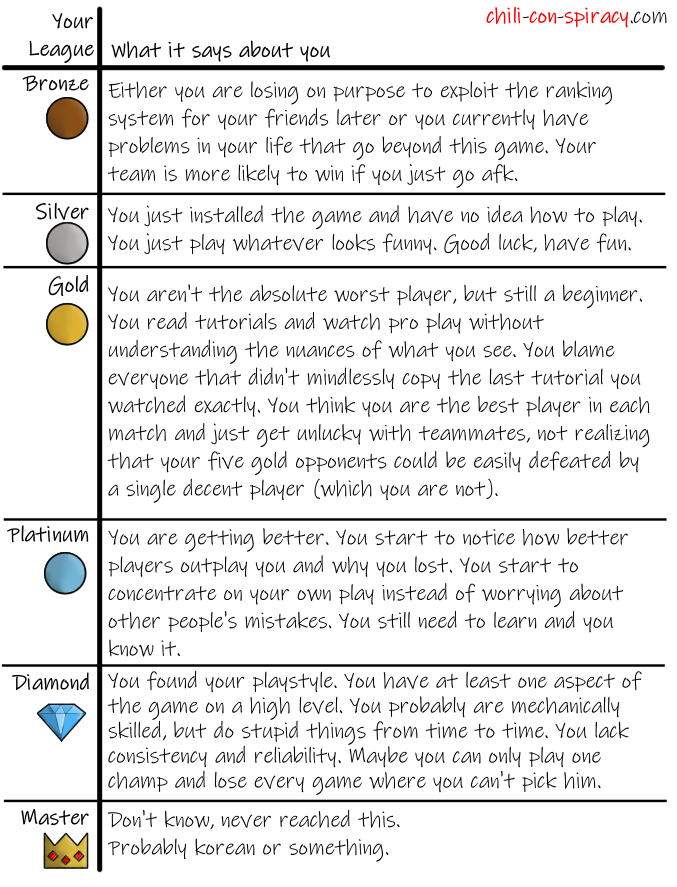 chili-con-spiracy.com
Your
League What it says about you
Bronze
Either you are losing on purpose to exploit the ranking
system for your friends later or you currently have
problems in your life that go beyond this game. Your
team is more likely to win if you just go afk.
Silver
You just installed the game and have no idea how to play.
You just play whatever looks funny. Good luck, have fun.
Gold
You aren't the absolute worst player, but still a beginner.
You read tutorials and watch pro play without
understanding the nuances of what you see. You blame
everyone that didn't mindlessly copy the last tutorial you
watched exactly. You think you are the best player in each
match and just get unlucky with teammates, not realizing
that your five gold opponents could be easily defeated by
a single decent player (which you are not).
Platinum
You are getting better. You start to notice how better
players outplay you and why you lost. You start to
concentrate on your own play instead of worrying about
other people's mistakes. You still need to learn and you
know it.
Diamond
You found your playstyle. You have at least one aspect of
the game on a high level. You probably are mechanically
skilled, but do stupid things from time to time. You lack
consistency and reliability. Maybe you can only play one
champ and lose every game where you can't pick him.
Master
Don't know, never reached this.
Probably korean or something.